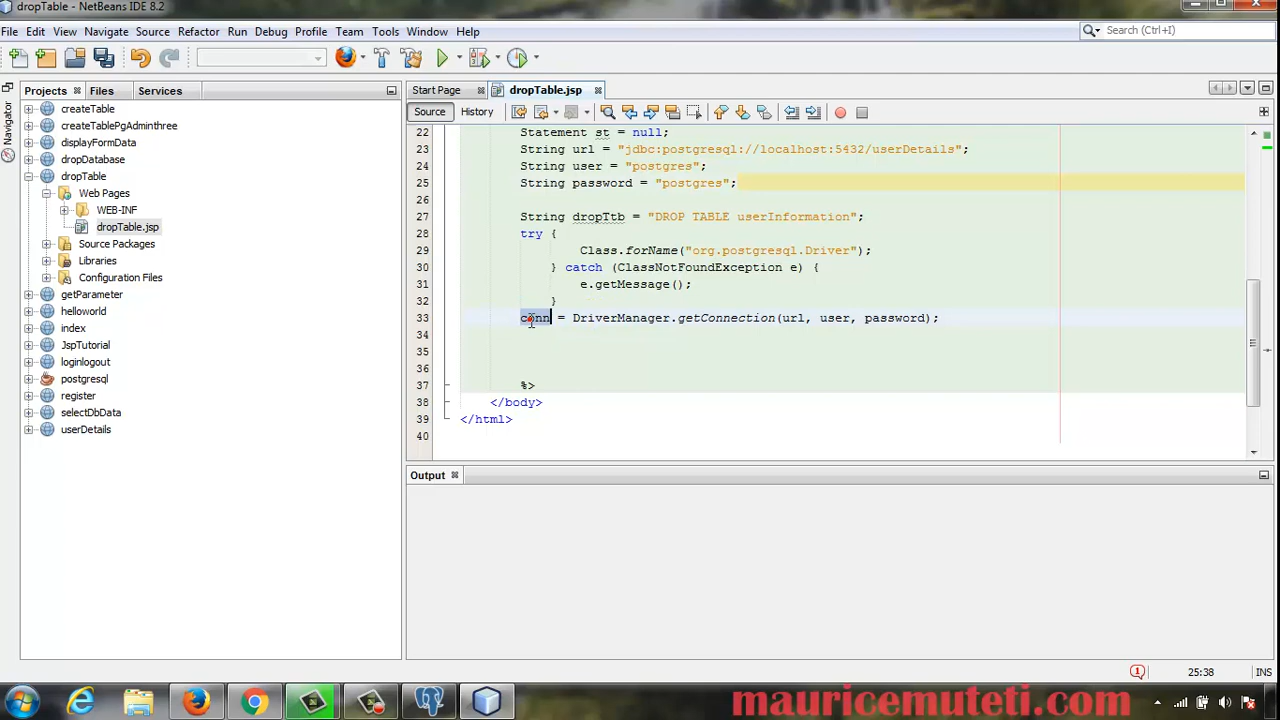 dropTable - NetBeans IDE 8.2
File Edit View Navigate Source Refactor Run Debug Profile Team Tools Window Help
Search (Ctrl+I)
Projects Files Services
Start Page dropTable.jsp
Navigator
Source History
createTable
createTablePgAdminthree
displayFormData
dropDatabase
dropTable
Web Pages
WEB-INF
dropTable.jsp
Source Packages
Libraries
Configuration Files
getParameter
helloworld
index
JspTutorial
loginlogout
postgresql
register
selectDbData
userDetails
22 Statement st = null;
23 String url = "jdbc:postgresql://localhost:5432/userDetails";
24 String user = "postgres";
25 String password = "postgres";
26
27 String dropTtb = "DROP TABLE userInformation";
28 try {
29 Class.forName("org.postgresql.Driver");
30 } catch (ClassNotFoundException e) {
31 e.getMessage();
32 }
33 conn = DriverManager.getConnection(url, user, password);
34
35
36
37 %>
38 </body>
39 </html>
40
Output
1
25:38 INS
mauricemuteti.com